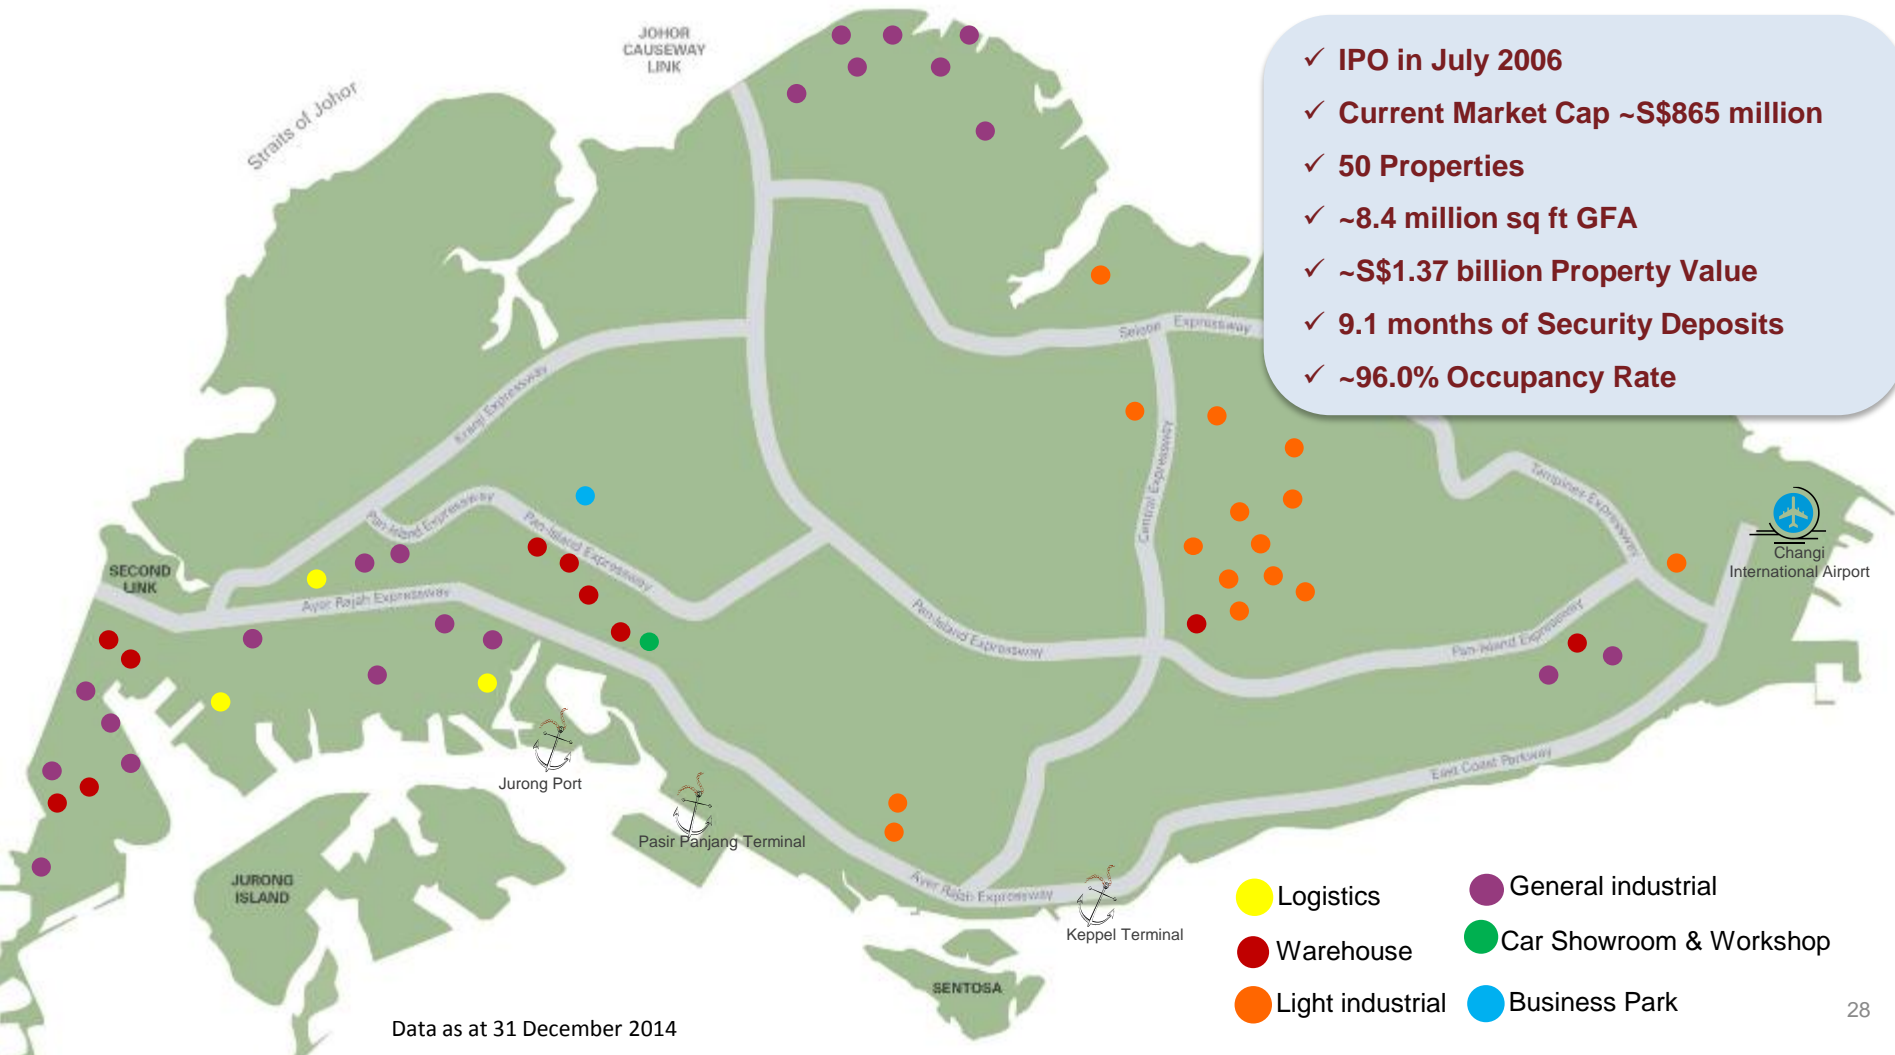 JOHOR
CAUSEWAY
LINK
Straits of Johor
✓ IPO in July 2006
✓ Current Market Cap ~S$865 million
✓ 50 Properties
✓ ~8.4 million sq ft GFA
✓ ~S$1.37 billion Property Value
✓ 9.1 months of Security Deposits
✓ ~96.0% Occupancy Rate
Seletar Expressway
Kranji Expressway
Central Expressway
Tampines Expressway
Pan-Island Expressway
Pan-Island Expressway
Changi
International Airport
SECOND
LINK
Ayer Rajah Expressway
Pan-Island Expressway
Pan-Island Expressway
East Coast Parkway
Jurong Port
Pasir Panjang Terminal
JURONG
ISLAND
Ayer Rajah Expressway
Keppel Terminal
SENTOSA
Logistics
General industrial
Warehouse
Car Showroom & Workshop
Light industrial
Business Park
Data as at 31 December 2014
28